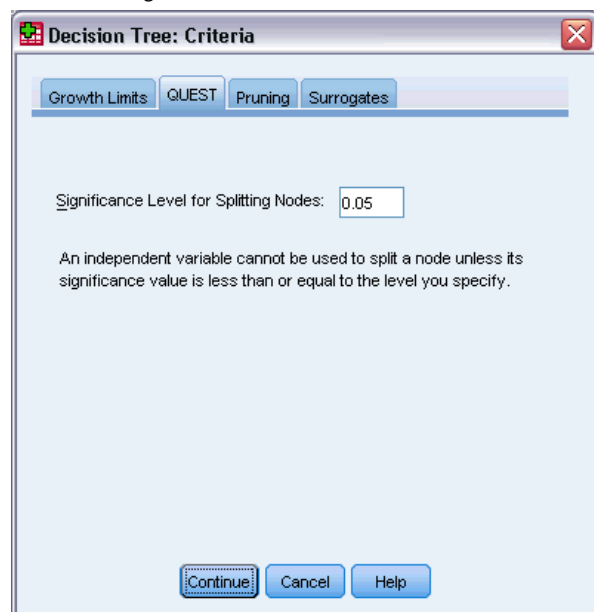 Decision Tree: Criteria
Growth Limits QUEST Pruning Surrogates
Significance Level for Splitting Nodes: 0.05
An independent variable cannot be used to split a node unless its
significance value is less than or equal to the level you specify.
Continue Cancel Help